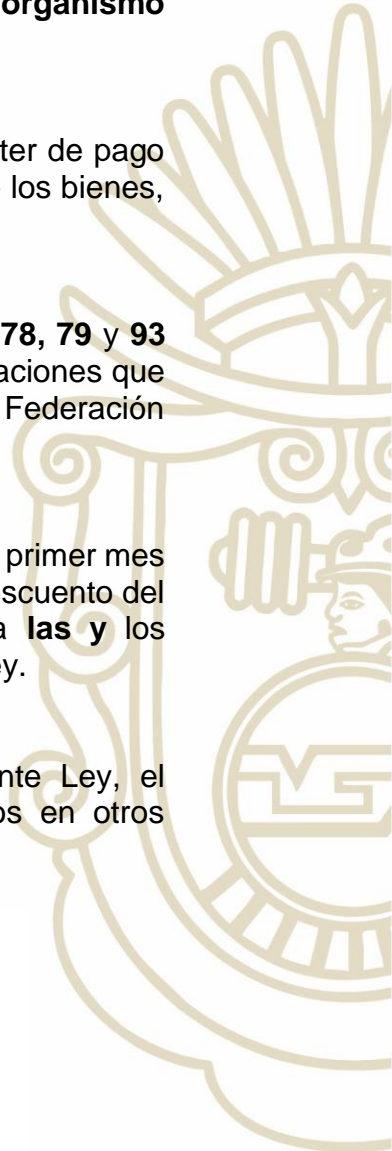 organismo
ter de pago
los bienes,
78, 79 y 93
aciones que
Federación
primer mes
scuento del
a las y los
ey.
nte Ley, el
os en otros